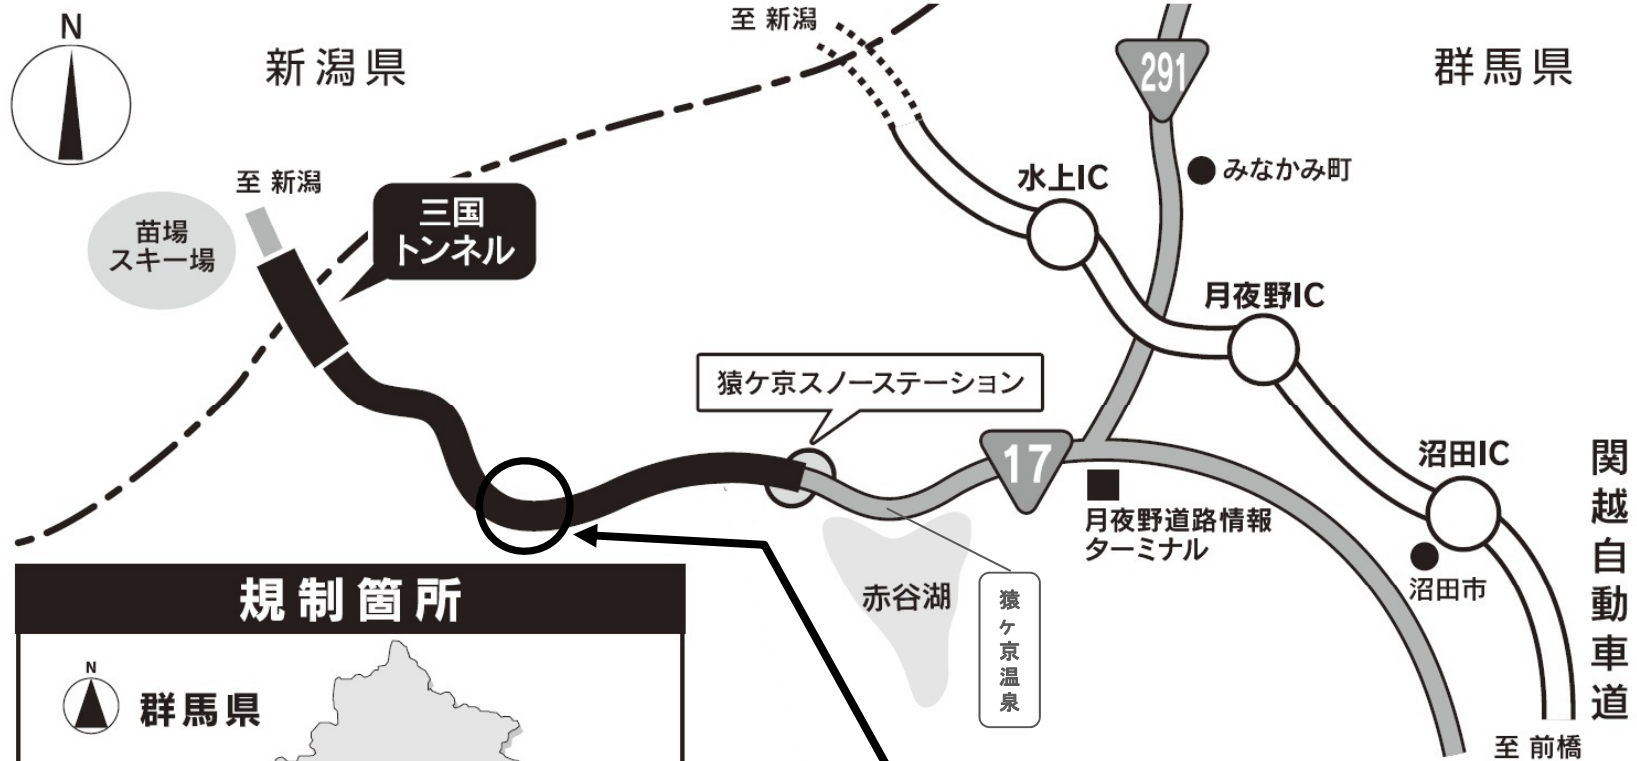 N
新潟県
至 新潟
291
群馬県
みなかみ町
水上IC
至 新潟
苗場
スキー場
三国
トンネル
月夜野IC
猿ケ京スノーステーション
17
沼田IC
月夜野道路情報
ターミナル
沼田市
赤谷湖
猿ケ京温泉
関越自動車道
至 前橋
規制箇所
N
群馬県